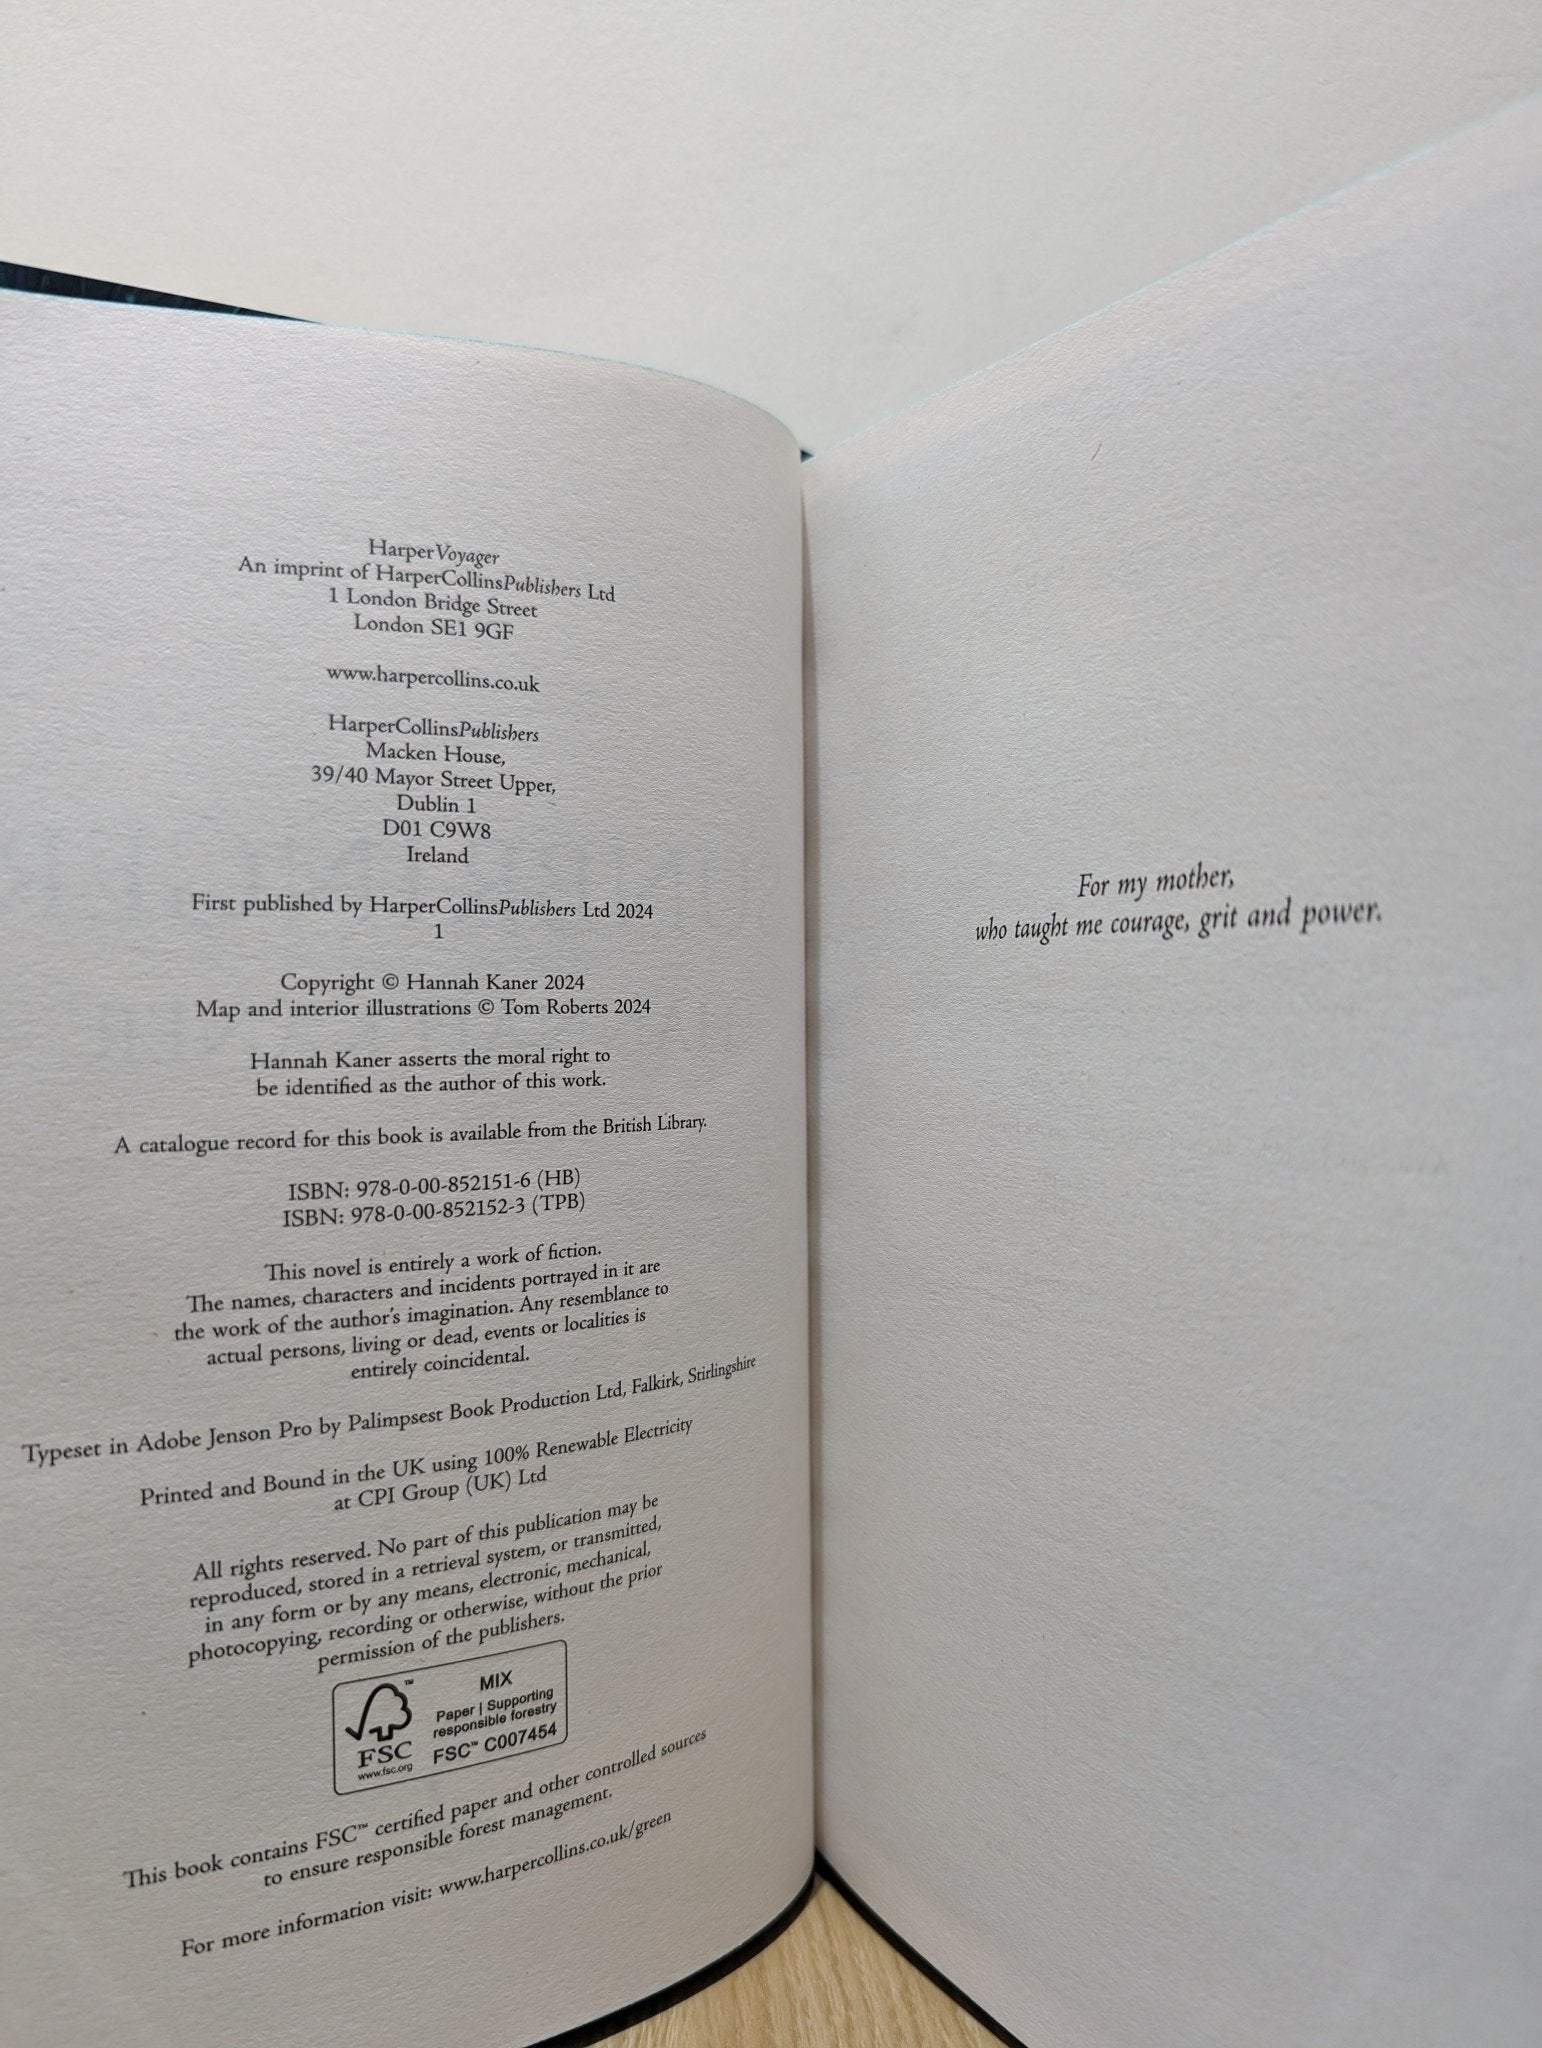 HarperVoyager
An imprint of HarperCollinsPublishers Ltd
1 London Bridge Street
London SE1 9GF
www.harpercollins.co.uk
HarperCollinsPublishers
Macken House,
39/40 Mayor Street Upper,
Dublin 1
D01 C9W8
Ireland
First published by HarperCollinsPublishers Ltd 2024
1
Copyright © Hannah Kaner 2024
Map and interior illustrations © Tom Roberts 2024
Hannah Kaner asserts the moral right to
be identified as the author of this work.
A catalogue record for this book is available from the British Library.
ISBN: 978-0-00-852151-6 (HB)
ISBN: 978-0-00-852152-3 (TPB)
This novel is entirely a work of fiction.
The names, characters and incidents portrayed in it are
the work of the author's imagination. Any resemblance to
actual persons, living or dead, events or localities is
entirely coincidental.
Typeset in Adobe Jenson Pro by Palimpsest Book Production Ltd, Falkirk, Stirlingshire
Printed and Bound in the UK using 100% Renewable Electricity
at CPI Group (UK) Ltd
All rights reserved. No part of this publication may be
reproduced, stored in a retrieval system, or transmitted,
in any form or by any means, electronic, mechanical,
photocopying, recording or otherwise, without the prior
permission of the publishers.
FSC™
www.fsc.org
MIX
Paper | Supporting
responsible forestry
FSC™ C007454
This book contains FSC™ certified paper and other controlled sources
to ensure responsible forest management.
For more information visit: www.harpercollins.co.uk/green
For my mother,
who taught me courage, grit and power.